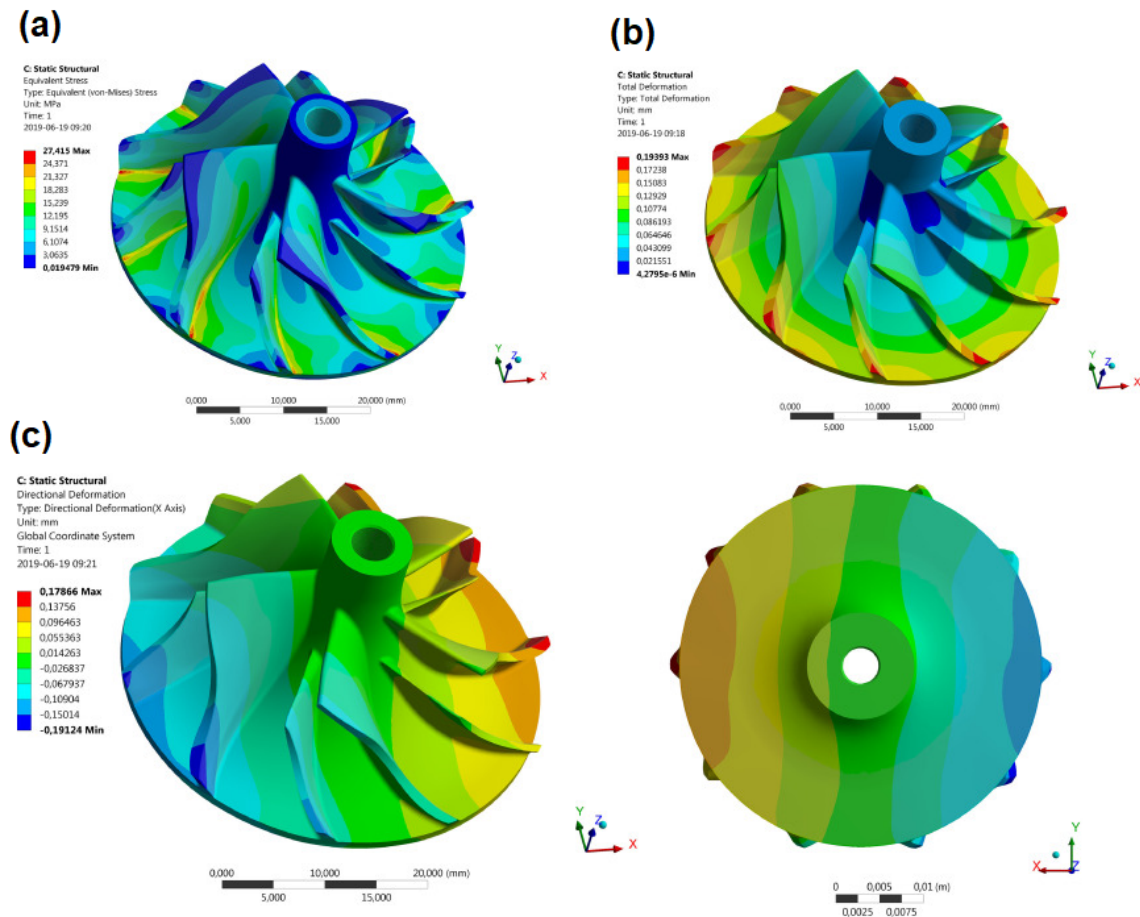 (a)
C: Static Structural
Equivalent Stress
Type: Equivalent (von-Mises) Stress
Unit: MPa
Time: 1
2019-06-19 09:20
27,415 Max
24,371
21,327
18,283
15,239
12,195
9,1514
6,1074
3,0635
0,019479 Min
Y
Z
X
0,000 10,000 20,000 (mm)
5,000 15,000
(b)
C: Static Structural
Total Deformation
Type: Total Deformation
Unit: mm
Time: 1
2019-06-19 09:18
0,19393 Max
0,17238
0,15083
0,12929
0,10774
0,086193
0,064646
0,043099
0,021551
4,2795e-6 Min
Y
Z
X
0,000 10,000 20,000 (mm)
5,000 15,000
(c)
C: Static Structural
Directional Deformation
Type: Directional Deformation(X Axis)
Unit: mm
Global Coordinate System
Time: 1
2019-06-19 09:21
0,17866 Max
0,13756
0,096463
0,055363
0,014263
-0,026837
-0,067937
-0,10904
-0,15014
-0,19124 Min
Y
Z
X
0,000 10,000 20,000 (mm)
5,000 15,000
Y
X
Z
0 0,005 0,01 (m)
0,0025 0,0075